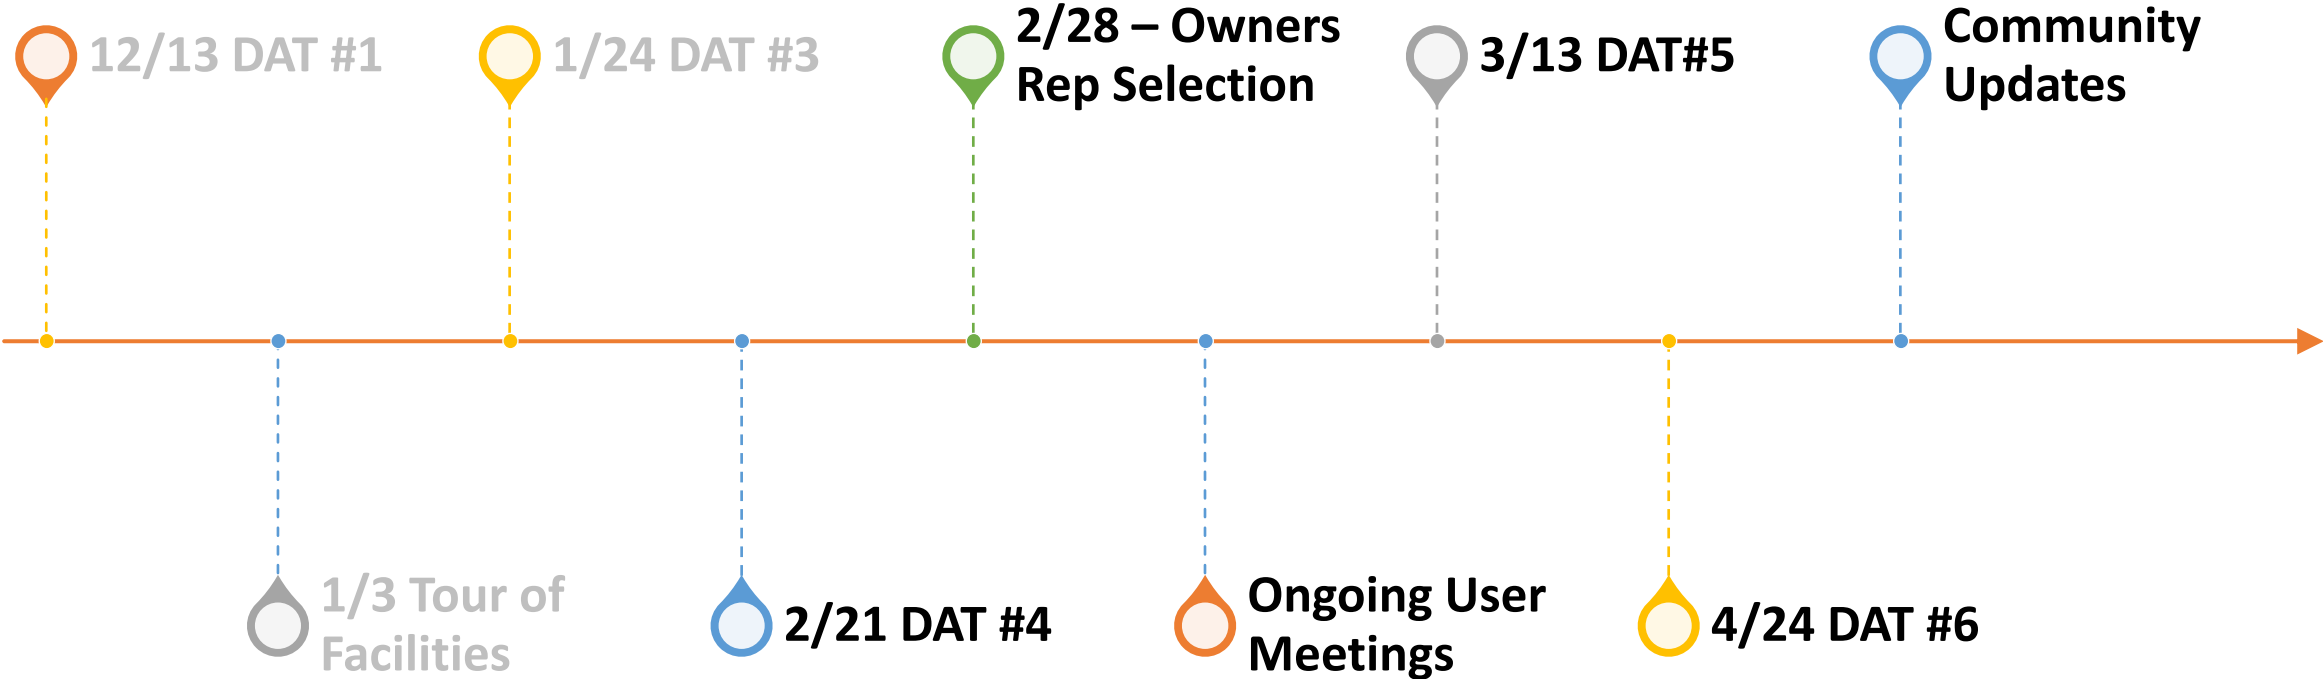 12/13 DAT #1
1/24 DAT #3
2/28 – Owners
Rep Selection
3/13 DAT#5
Community
Updates
1/3 Tour of
Facilities
2/21 DAT #4
Ongoing User
Meetings
4/24 DAT #6